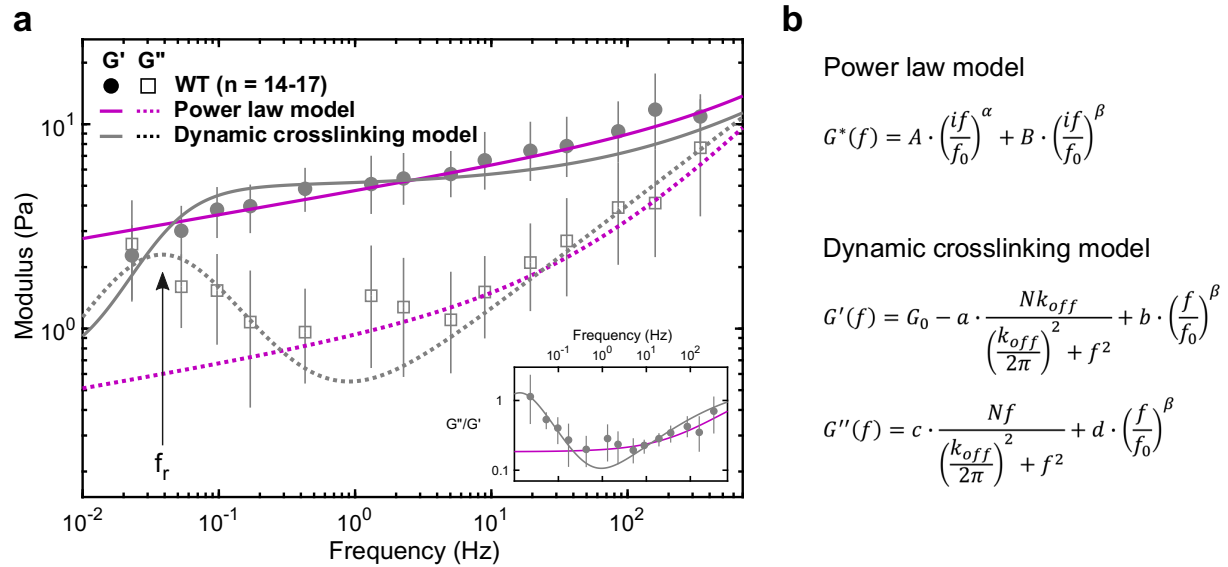 a
G' G"
WT (n = 14-17)
Power law model
Dynamic crosslinking model
Modulus (Pa)
10^1
10^0
f_r
10^-2 10^-1 10^0 10^1 10^2
Frequency (Hz)
Frequency (Hz)
10^-1 10^0 10^1 10^2
G"/G'
1
0.1
b
Power law model
G*(f) = A · (if/f_0)^α + B · (if/f_0)^β
Dynamic crosslinking model
G'(f) = G_0 − a · Nk_off/((k_off/2π)^2 + f^2) + b · (f/f_0)^β
G''(f) = c · Nf/((k_off/2π)^2 + f^2) + d · (f/f_0)^β